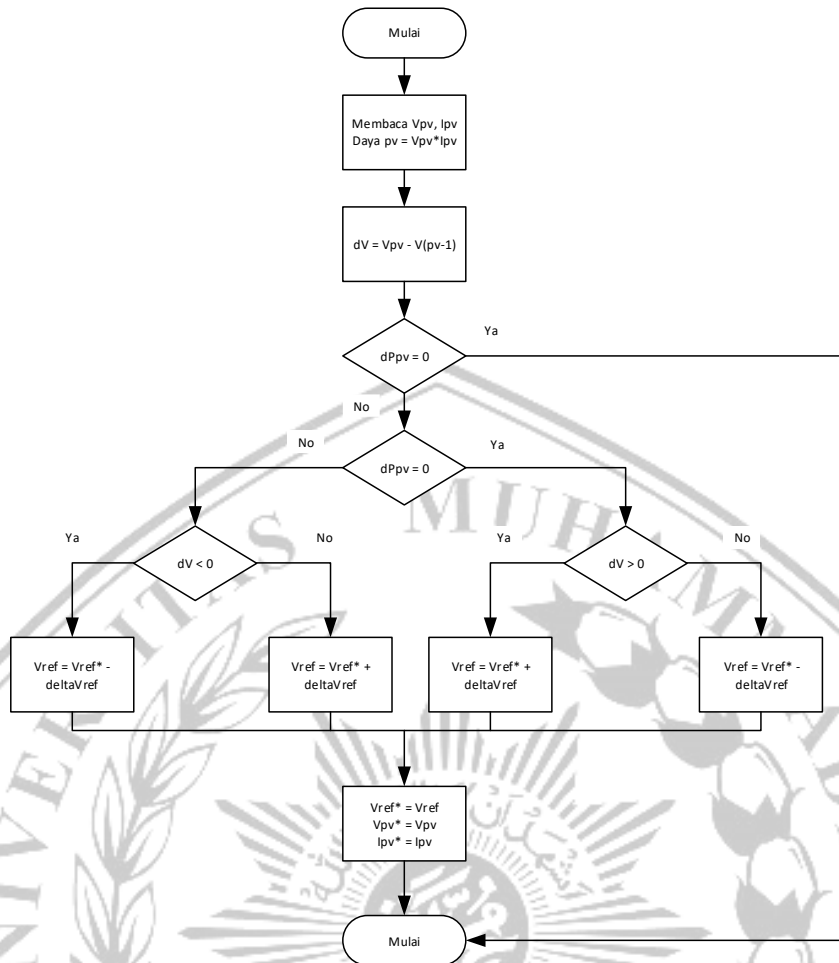 Mulai
Membaca Vpv, Ipv
Daya pv = Vpv*Ipv
dV = Vpv - V(pv-1)
Ya
dPpv = 0
No
No
Ya
dPpv = 0
Ya
No
Ya
No
dV < 0
dV > 0
Vref = Vref* -
deltaVref
Vref = Vref* +
deltaVref
Vref = Vref* +
deltaVref
Vref = Vref* -
deltaVref
Vref* = Vref
Vpv* = Vpv
Ipv* = Ipv
Mulai